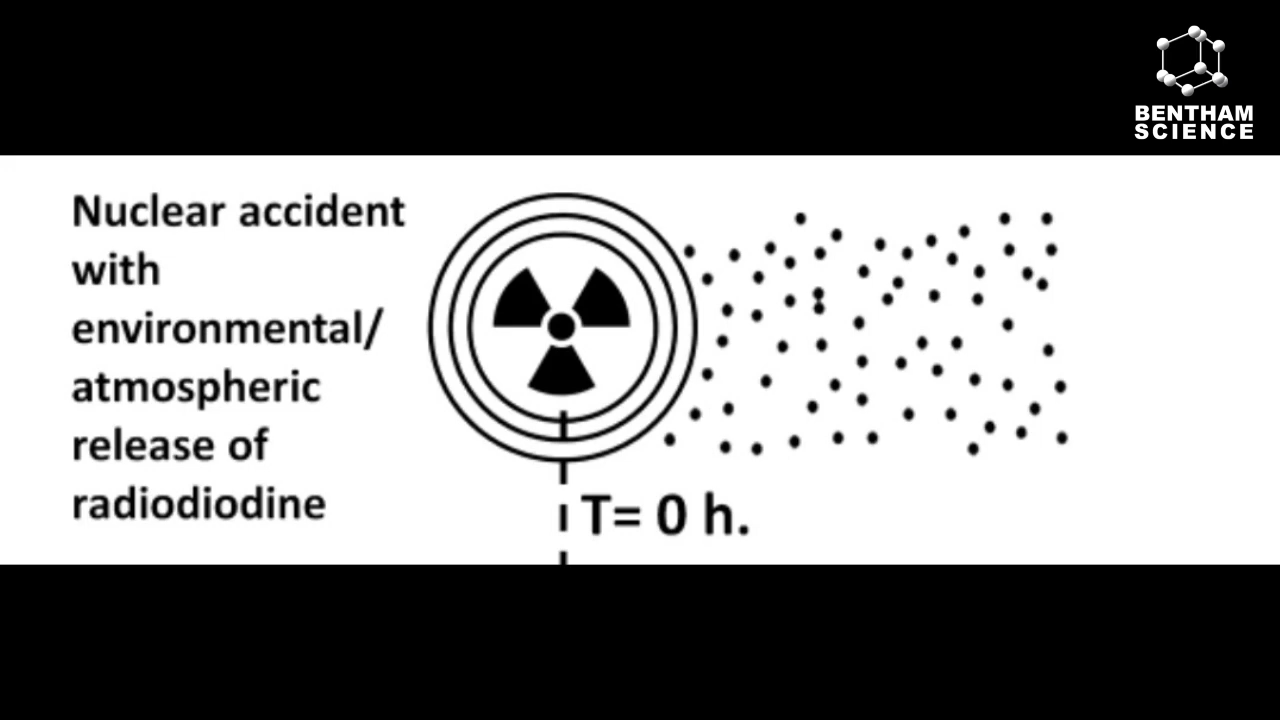 BENTHAM
SCIENCE
Nuclear accident
with
environmental/
atmospheric
release of
radiodiodine
T= 0 h.